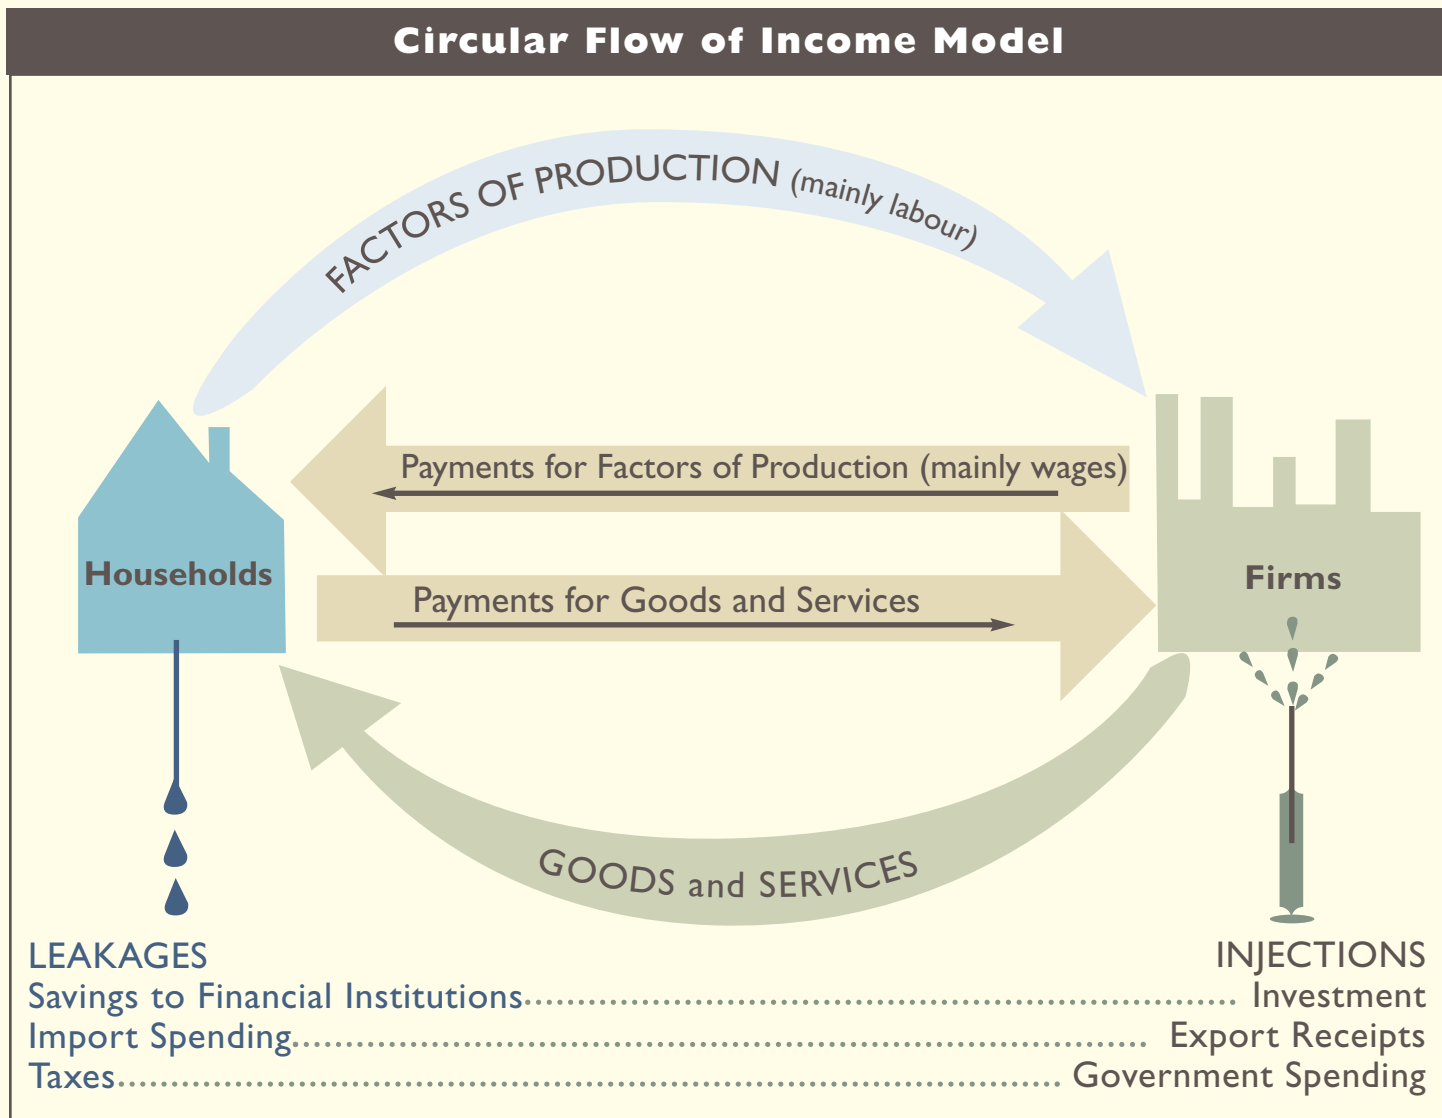 Circular Flow of Income Model
FACTORS OF PRODUCTION (mainly labour)
Payments for Factors of Production (mainly wages)
Households
Firms
Payments for Goods and Services
GOODS and SERVICES
LEAKAGES
INJECTIONS
Savings to Financial Institutions........ Investment
Import Spending........ Export Receipts
Taxes........ Government Spending